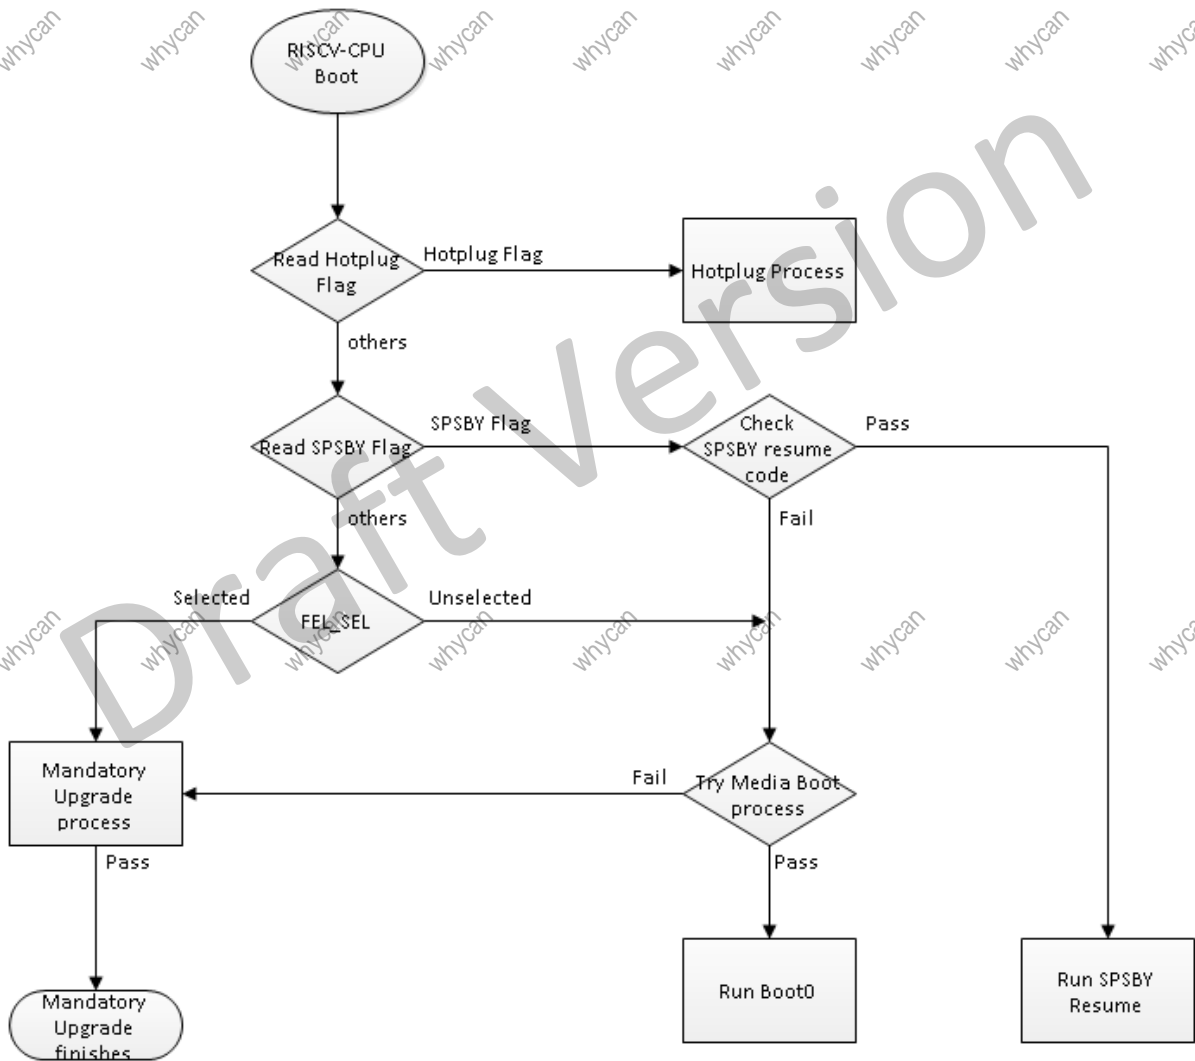 whycan whycan whycan whycan whycan whycan whycan whycan whycan
RISCV-CPU
Boot
Read Hotplug
Flag
Hotplug Flag
Hotplug Process
others
Read SPSBY Flag
SPSBY Flag
Check
SPSBY resume
code
Pass
Fail
others
Selected
FEL_SEL
Unselected
whycan whycan whycan whycan whycan whycan whycan whycan whycan
Draft Version
Mandatory
Upgrade
process
Fail
Try Media Boot
process
Pass
Pass
Run Boot0
Run SPSBY
Resume
Mandatory
Upgrade
finishes